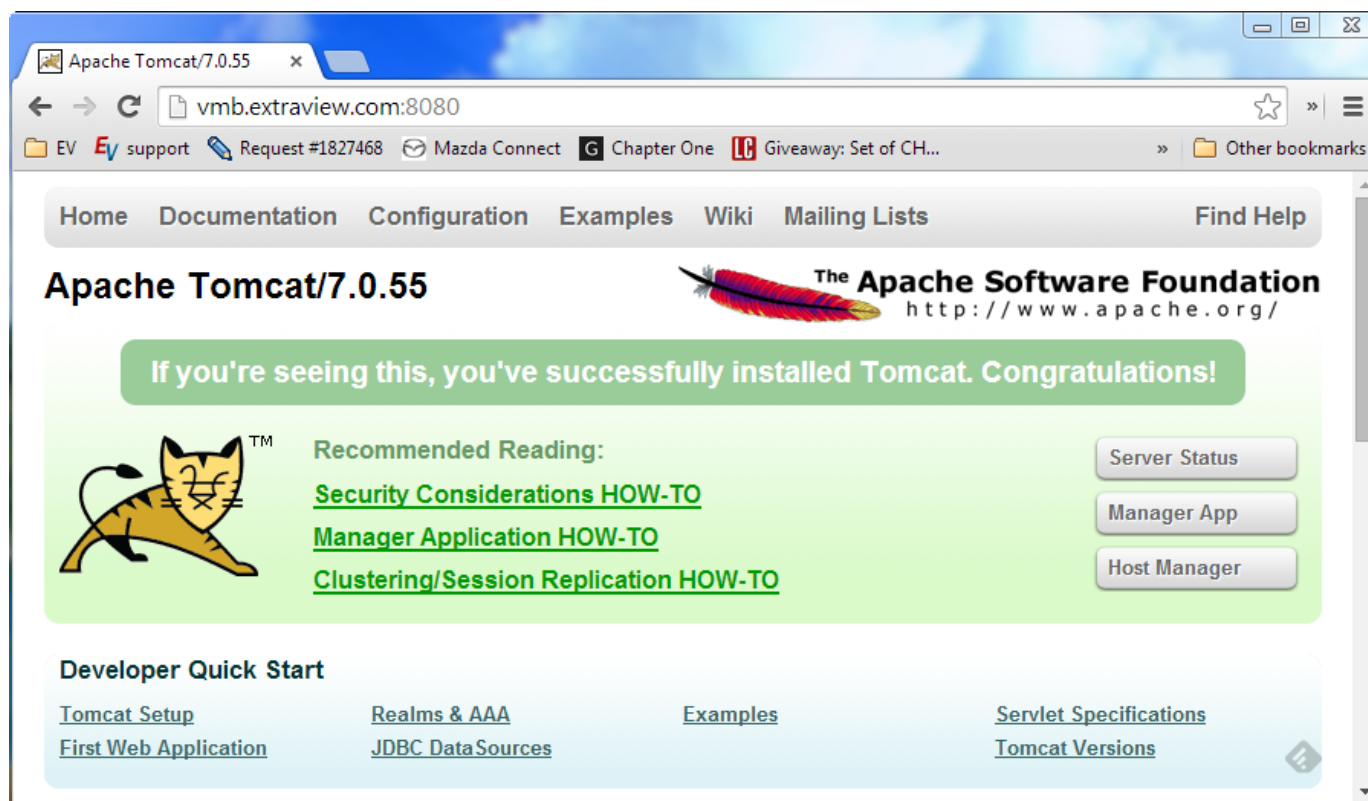 Apache Tomcat/7.0.55
vmb.extraview.com:8080
EV EV support Request #1827468 Mazda Connect G Chapter One LC Giveaway: Set of CH... » Other bookmarks
Home Documentation Configuration Examples Wiki Mailing Lists Find Help
Apache Tomcat/7.0.55
The Apache Software Foundation
http://www.apache.org/
If you're seeing this, you've successfully installed Tomcat. Congratulations!
TM
Recommended Reading:
Security Considerations HOW-TO
Manager Application HOW-TO
Clustering/Session Replication HOW-TO
Server Status
Manager App
Host Manager
Developer Quick Start
Tomcat Setup Realms & AAA Examples Servlet Specifications
First Web Application JDBC DataSources Tomcat Versions